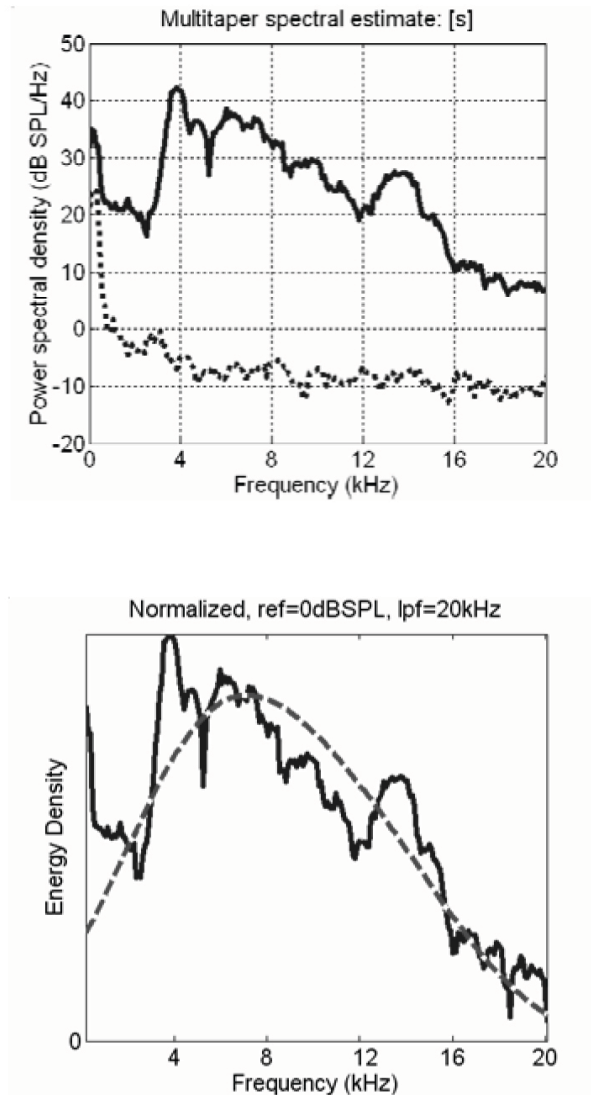 Multitaper spectral estimate: [s]
Power spectral density (dB SPL/Hz)
50
40
30
20
10
0
-10
-20
0 4 8 12 16 20
Frequency (kHz)
Normalized, ref=0dBSPL, lpf=20kHz
Energy Density
0
4 8 12 16 20
Frequency (kHz)